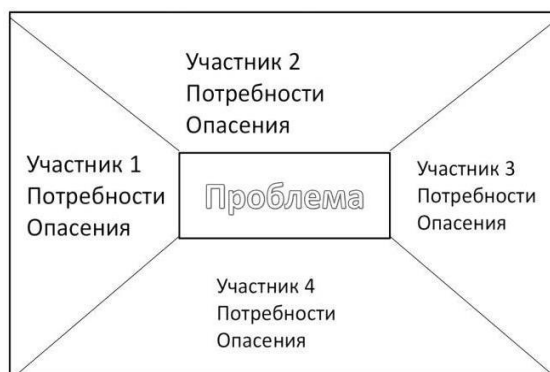 Участник 2
Потребности
Опасения
Участник 1
Потребности
Опасения
Проблема
Участник 3
Потребности
Опасения
Участник 4
Потребности
Опасения